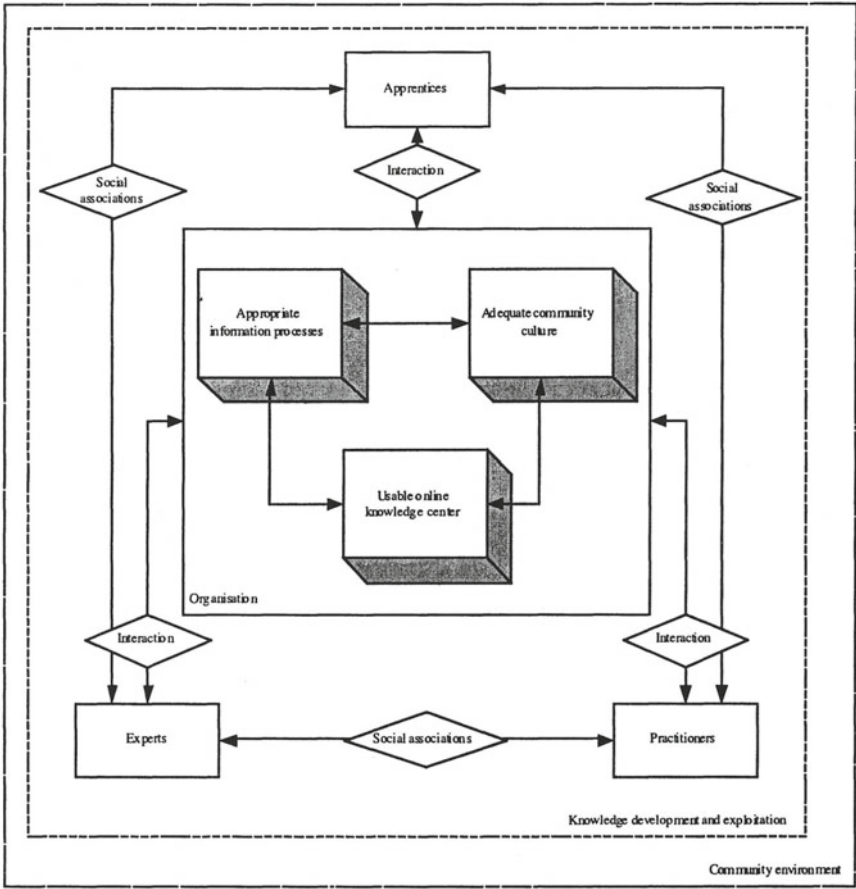 Apprentices
Interaction
Social
associations
Social
associations
Appropriate
information processes
Adequate community
culture
Usable online
knowledge center
Organisation
Interaction
Interaction
Experts
Social associations
Practitioners
Knowledge development and exploitation
Community environment